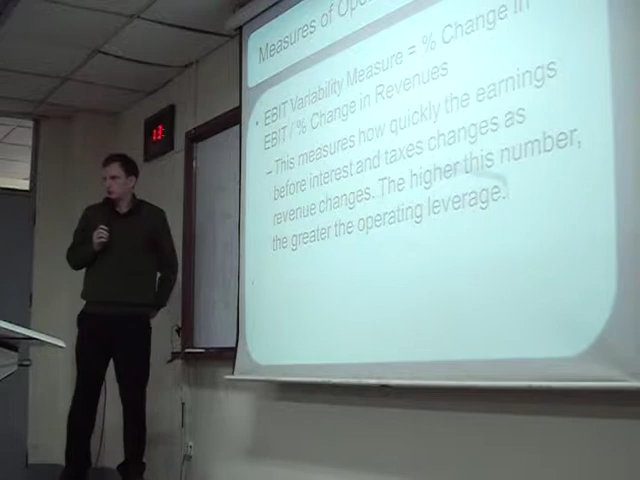 Measures of Ope
• EBIT Variability Measure = % Change in
EBIT / % Change in Revenues
– This measures how quickly the earnings
before interest and taxes changes as
revenue changes. The higher this number,
the greater the operating leverage.